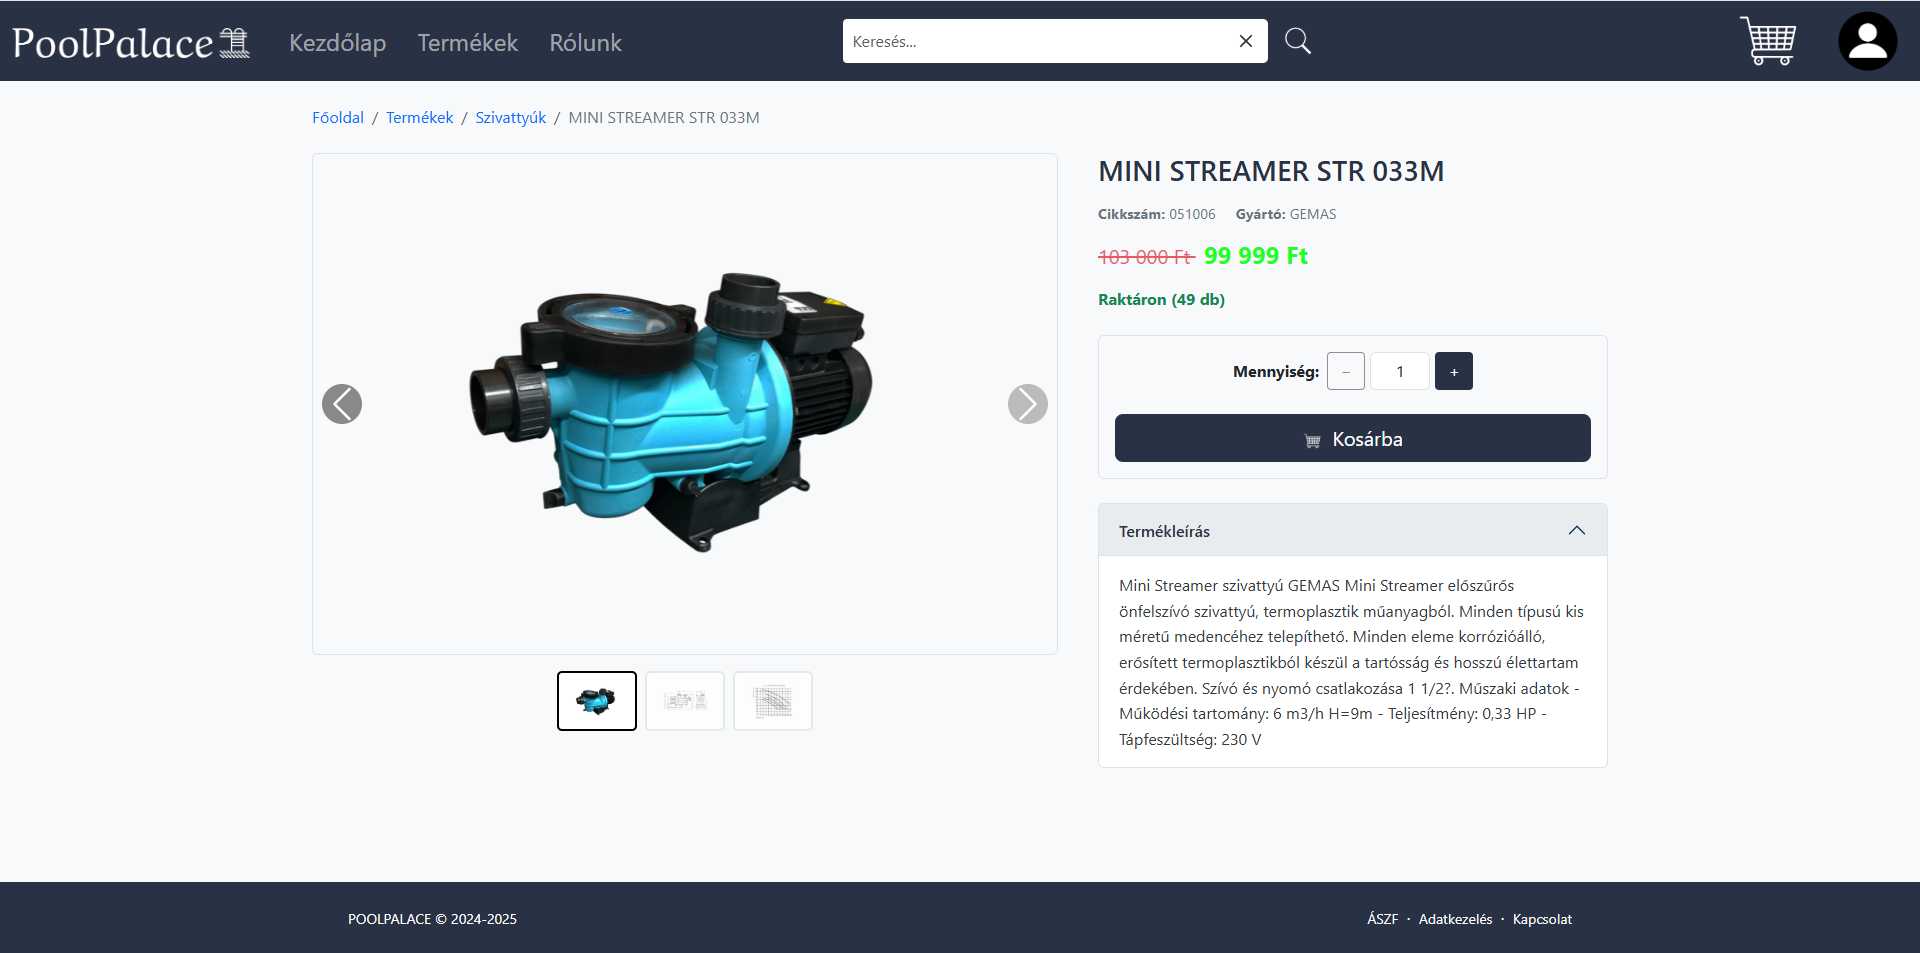 PoolPalace
Kezdőlap
Termékek
Rólunk
Keresés...
Főoldal / Termékek / Szivattyúk / MINI STREAMER STR 033M
MINI STREAMER STR 033M
Cikkszám: 051006 Gyártó: GEMAS
103 000 Ft 99 999 Ft
Raktáron (49 db)
Mennyiség: − 1 +
Kosárba
Termékleírás
Mini Streamer szivattyú GEMAS Mini Streamer előszűrős
önfelszívó szivattyú, termoplasztik műanyagból. Minden típusú kis
méretű medencéhez telepíthető. Minden eleme korrózióálló,
erősített termoplasztikból készül a tartósság és hosszú élettartam
érdekében. Szívó és nyomó csatlakozása 1 1/2?. Műszaki adatok -
Működési tartomány: 6 m3/h H=9m - Teljesítmény: 0,33 HP -
Tápfeszültség: 230 V
POOLPALACE © 2024-2025
ÁSZF · Adatkezelés · Kapcsolat